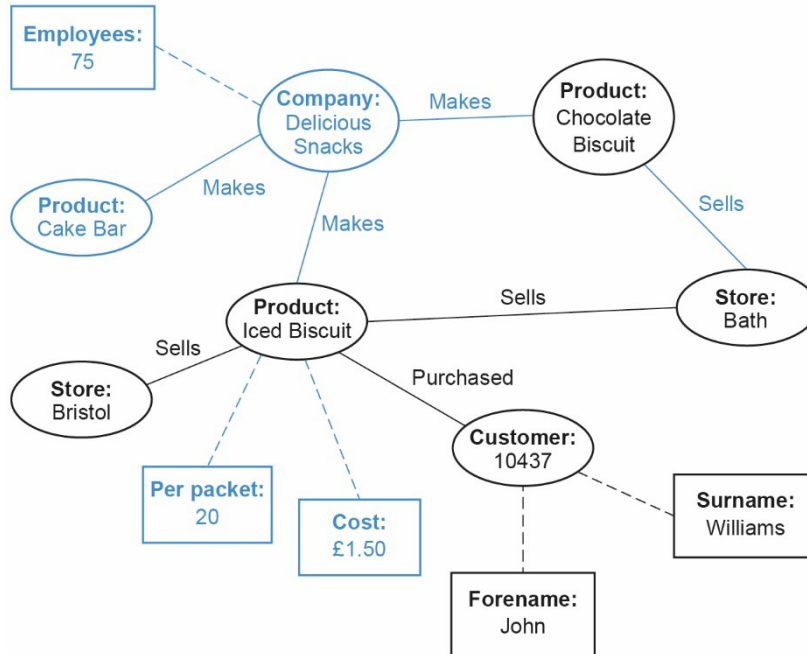 Employees:
75
Company:
Delicious
Snacks
Makes
Product:
Chocolate
Biscuit
Product:
Cake Bar
Makes
Makes
Sells
Product:
Iced Biscuit
Sells
Store:
Bath
Sells
Store:
Bristol
Purchased
Customer:
10437
Per packet:
20
Cost:
£1.50
Surname:
Williams
Forename:
John